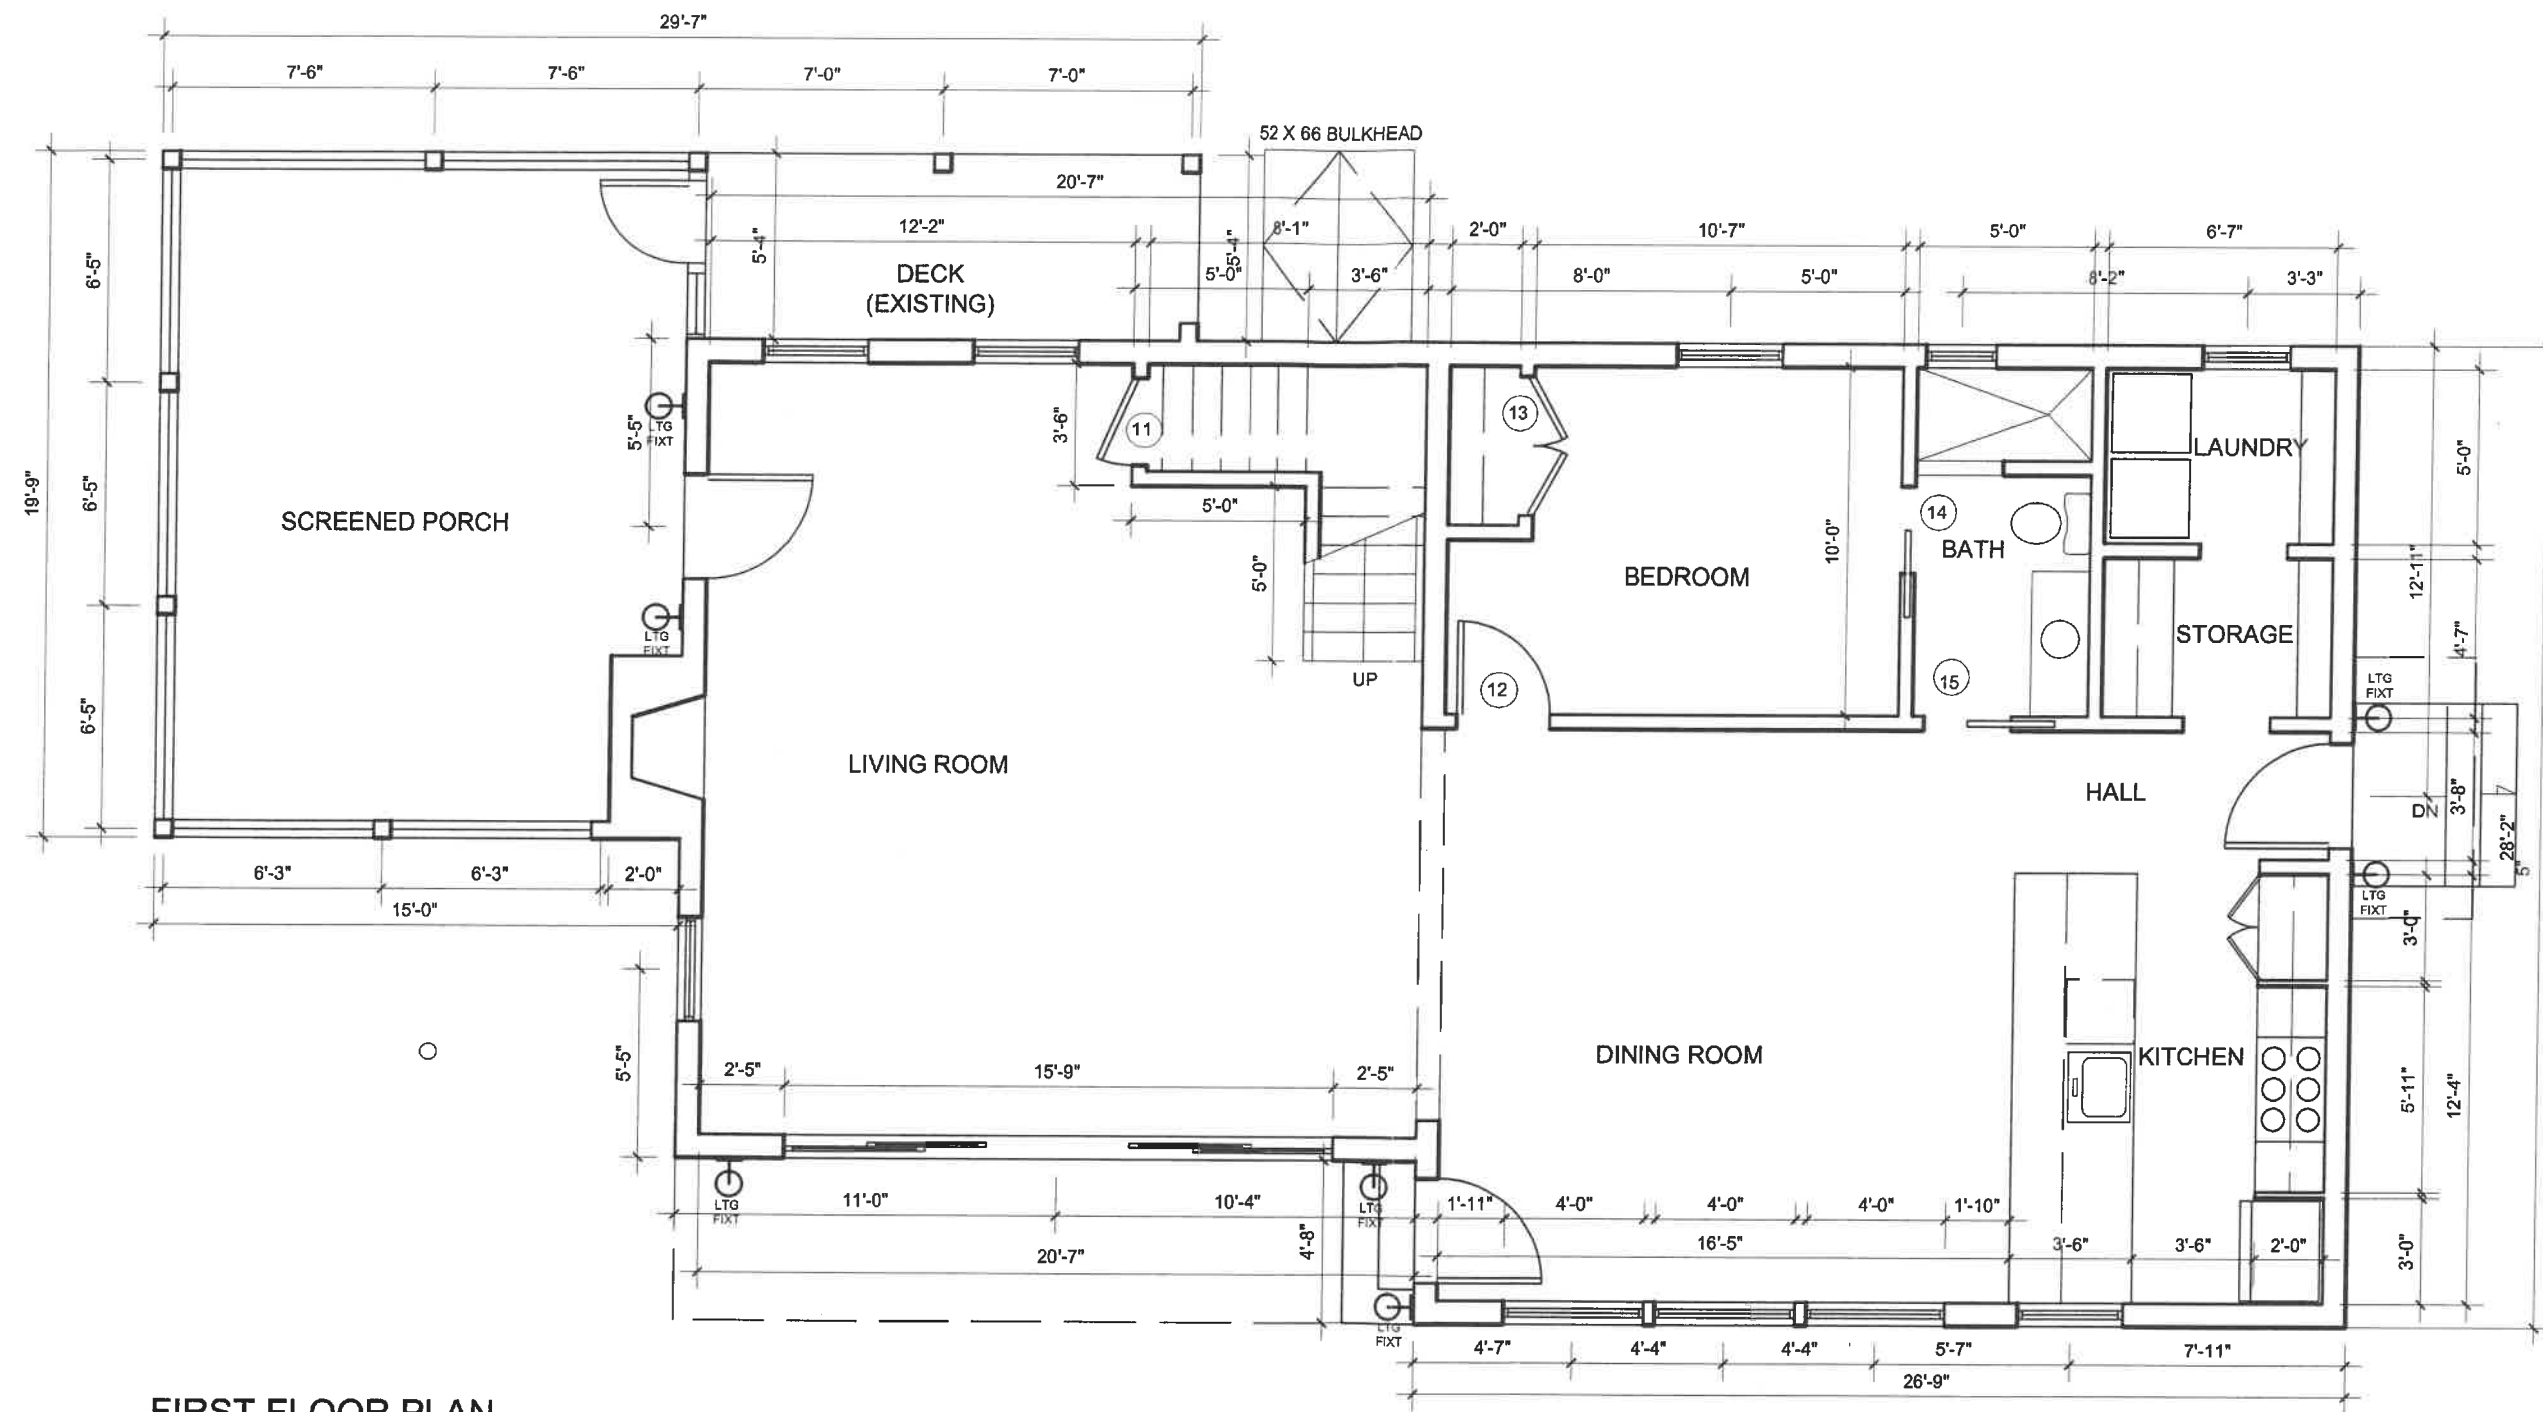 29'-7"
7'-6"
7'-6"
7'-0"
7'-0"
52 X 66 BULKHEAD
20'-7"
12'-2"
8'-1"
2'-0"
10'-7"
5'-0"
6'-7"
5'-4"
5'-4"
5'-0"
3'-6"
8'-0"
5'-0"
8'-2"
3'-3"
DECK
(EXISTING)
19'-9"
6'-5"
6'-5"
6'-5"
5'-5"
LTG
FIXT
3'-6"
11
13
LAUNDRY
5'-0"
SCREENED PORCH
5'-0"
14
BATH
10'-0"
12'-11"
BEDROOM
5'-0"
LTG
FIXT
STORAGE
4'-7"
UP
12
15
LTG
FIXT
LIVING ROOM
HALL
3'-8"
DN
28'-2"
5"
6'-3"
6'-3"
2'-0"
15'-0"
LTG
FIXT
3'-0"
5'-5"
2'-5"
15'-9"
2'-5"
DINING ROOM
KITCHEN
5'-11"
12'-4"
LTG
FIXT
11'-0"
10'-4"
LTG
FIXT
1'-11"
4'-0"
4'-0"
4'-0"
1'-10"
20'-7"
4'-8"
16'-5"
3'-6"
3'-6"
2'-0"
3'-0"
LTG
FIXT
4'-7"
4'-4"
4'-4"
5'-7"
7'-11"
26'-9"
FIRST FLOOR PLAN